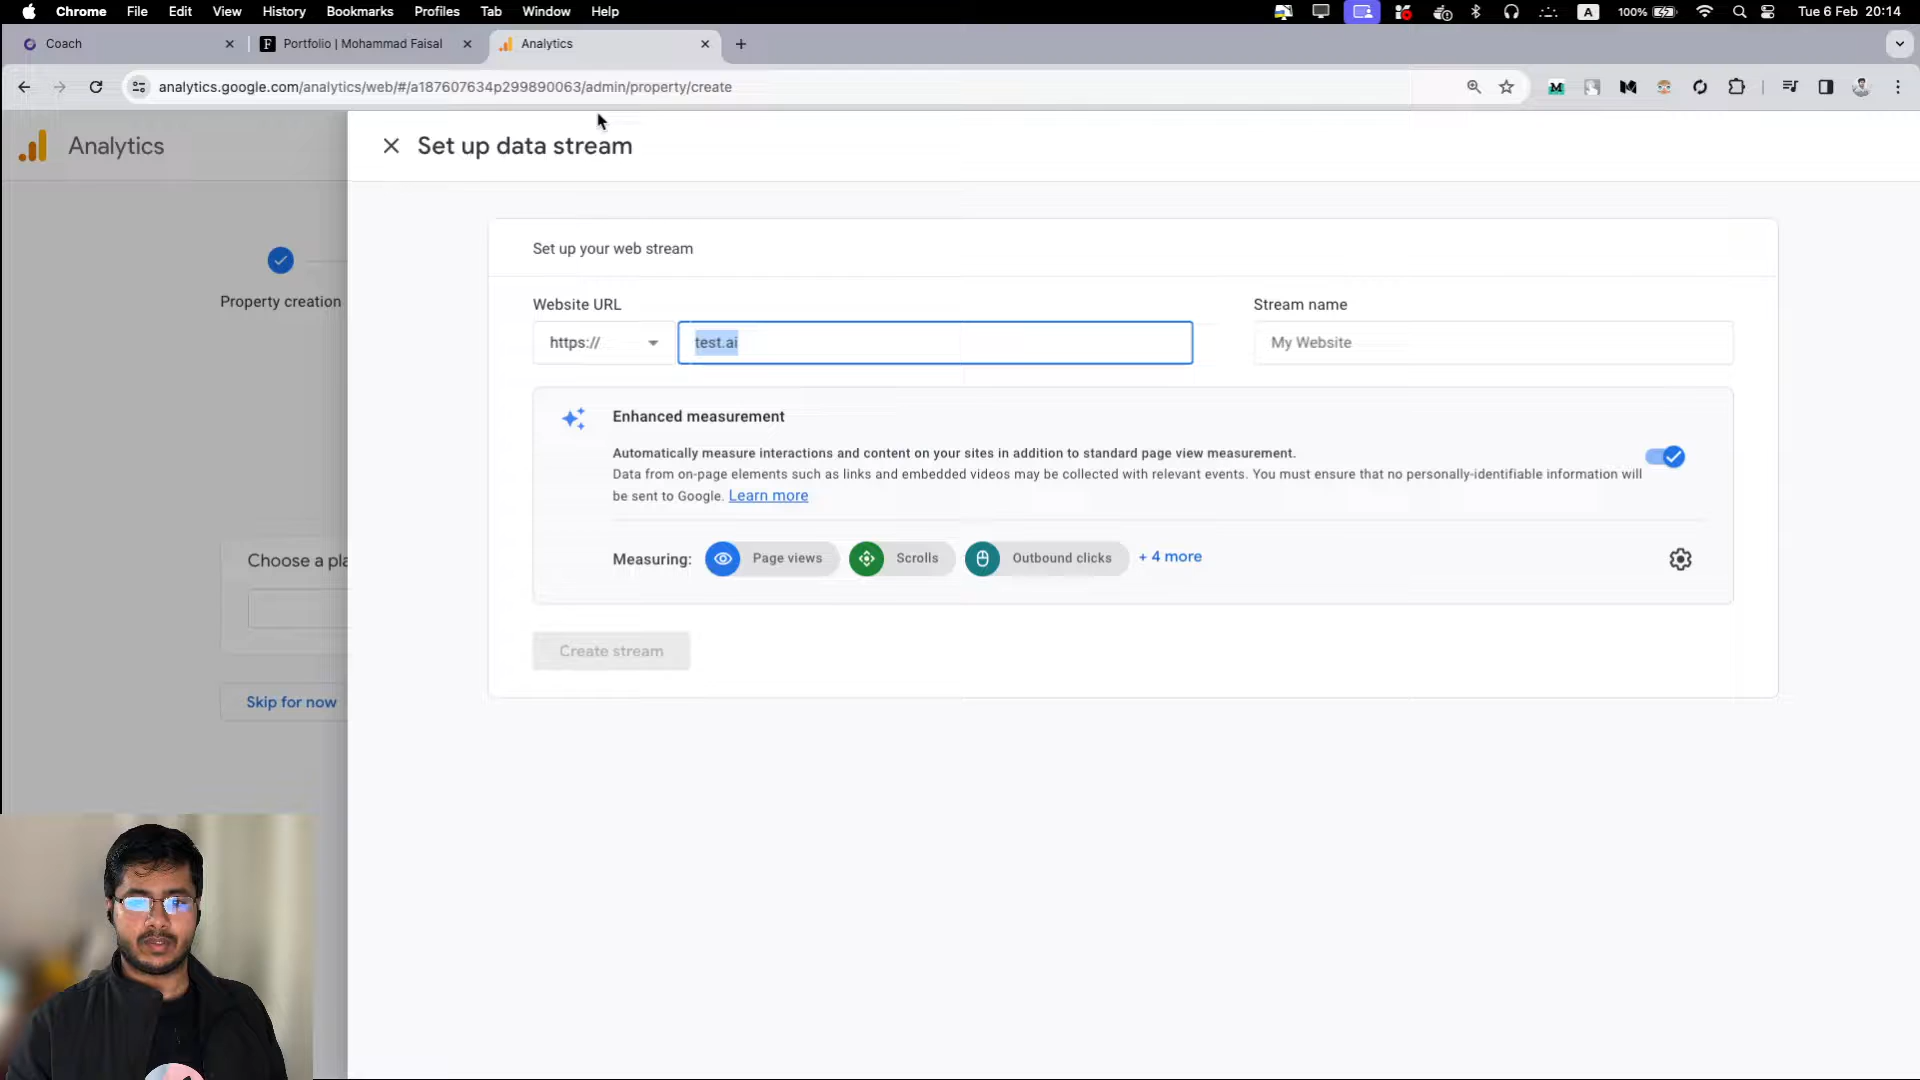 Chrome File Edit View History Bookmarks Profiles Tab Window Help A 100% Tue 6 Feb 20:14
Coach Portfolio | Mohammad Faisal Analytics
analytics.google.com/analytics/web/#/a187607634p299890063/admin/property/create
Analytics
Set up data stream
Set up your web stream
Property creation
Website URL Stream name
https:// test.ai My Website
Enhanced measurement
Automatically measure interactions and content on your sites in addition to standard page view measurement.
Data from on-page elements such as links and embedded videos may be collected with relevant events. You must ensure that no personally-identifiable information will
be sent to Google. Learn more
Choose a pla
Measuring: Page views Scrolls Outbound clicks + 4 more
Create stream
Skip for now